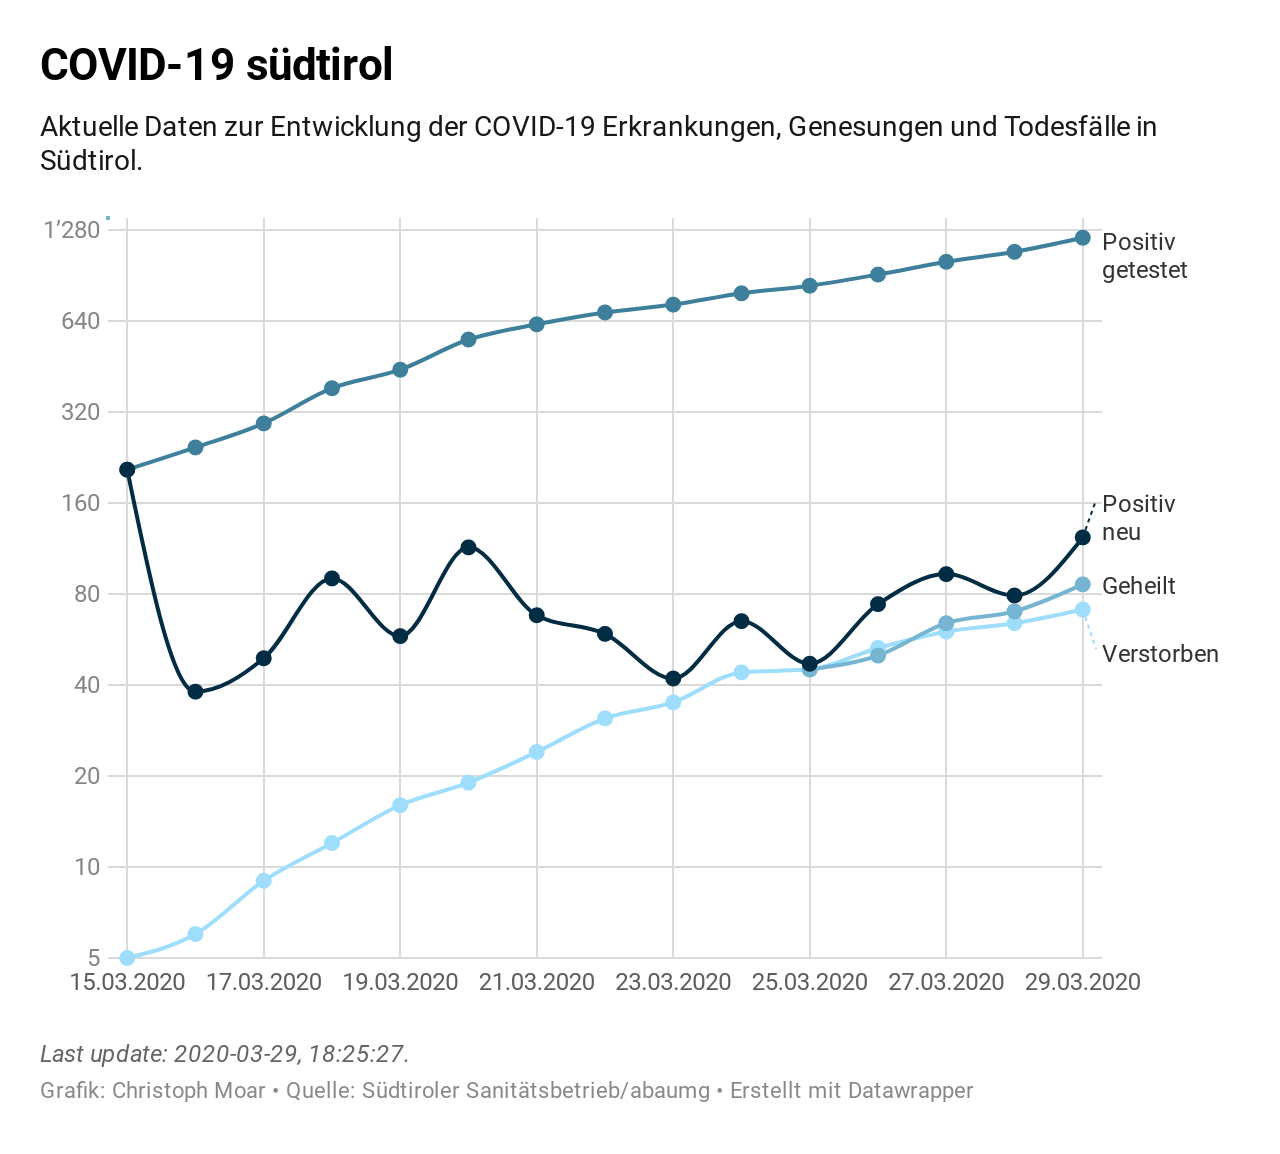 COVID-19 südtirol
Aktuelle Daten zur Entwicklung der COVID-19 Erkrankungen, Genesungen und Todesfälle in
Südtirol.
1’280
640
320
160
80
40
20
10
5
Positiv
getestet
Positiv
neu
Geheilt
Verstorben
15.03.2020 17.03.2020 19.03.2020 21.03.2020 23.03.2020 25.03.2020 27.03.2020 29.03.2020
Last update: 2020-03-29, 18:25:27.
Grafik: Christoph Moar • Quelle: Südtiroler Sanitätsbetrieb/abaumg • Erstellt mit Datawrapper